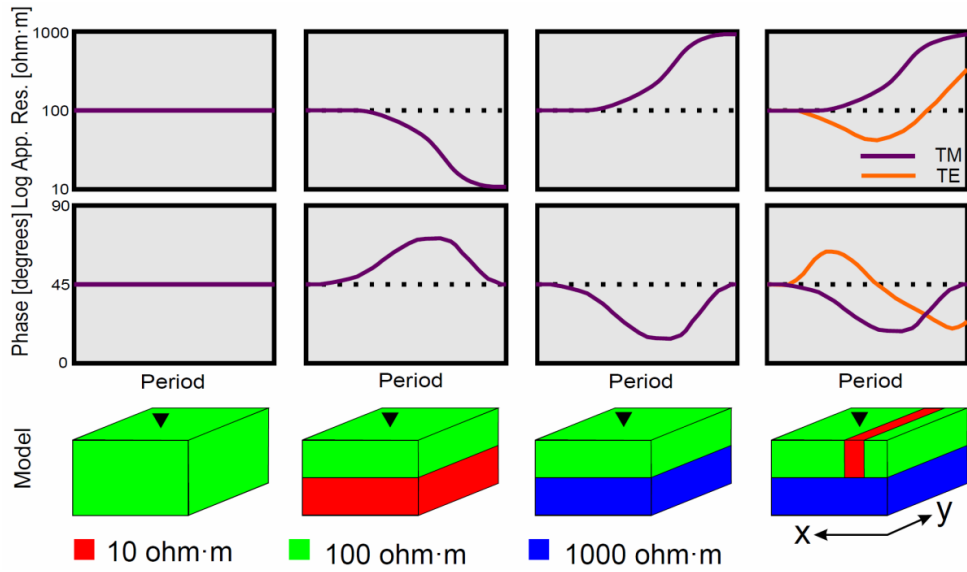 Log App. Res. [ohm·m]
1000
100
10
TM
TE
Phase [degrees]
90
45
0
Period
Period
Period
Period
Model
x
y
10 ohm·m
100 ohm·m
1000 ohm·m